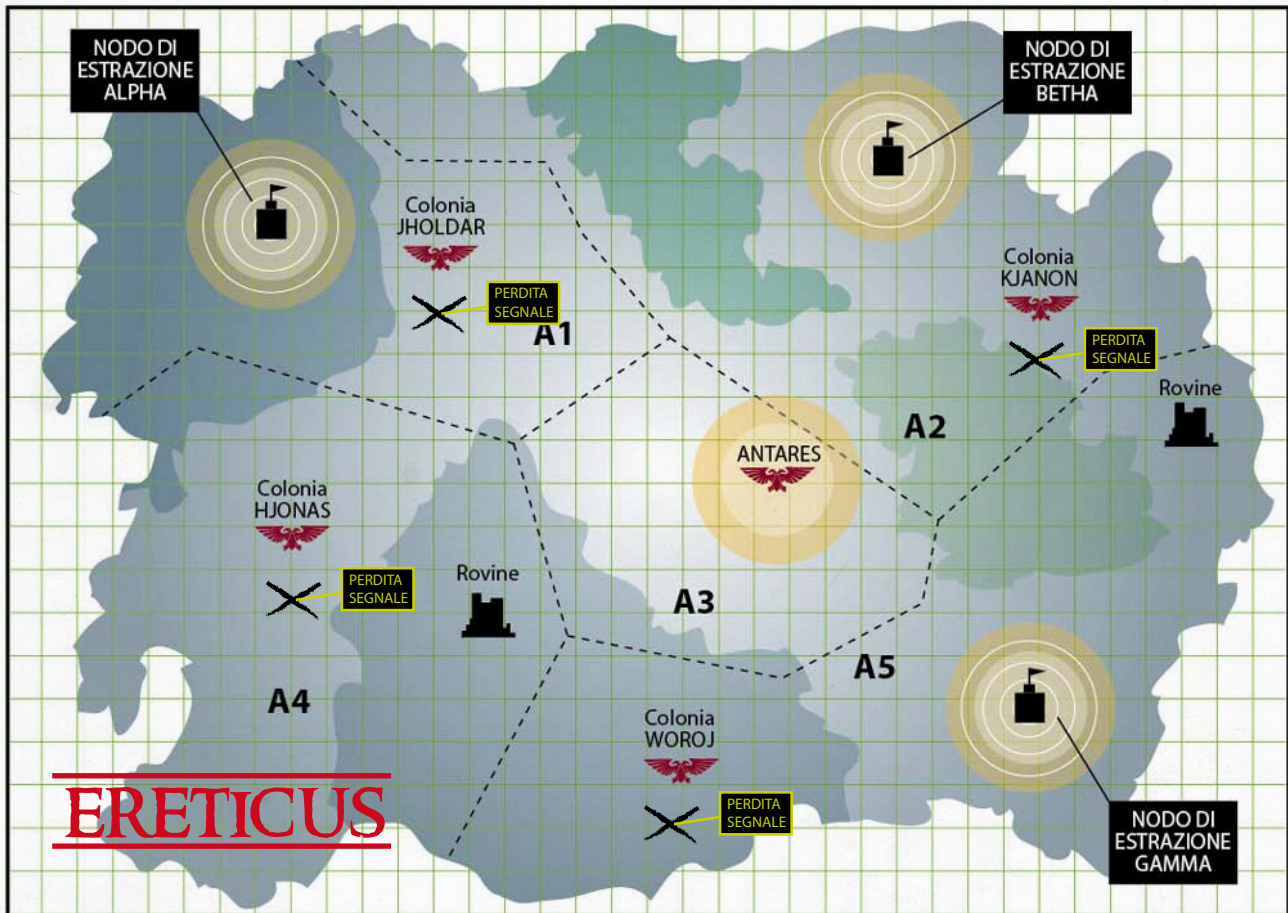 NODO DI
ESTRAZIONE
ALPHA
NODO DI
ESTRAZIONE
BETHA
Colonia
JHOLDAR
PERDITA
SEGNALE
A1
Colonia
KJANON
PERDITA
SEGNALE
Rovine
A2
ANTARES
Colonia
HJONAS
PERDITA
SEGNALE
Rovine
A3
A4
A5
Colonia
WOROJ
PERDITA
SEGNALE
ERETICUS
NODO DI
ESTRAZIONE
GAMMA